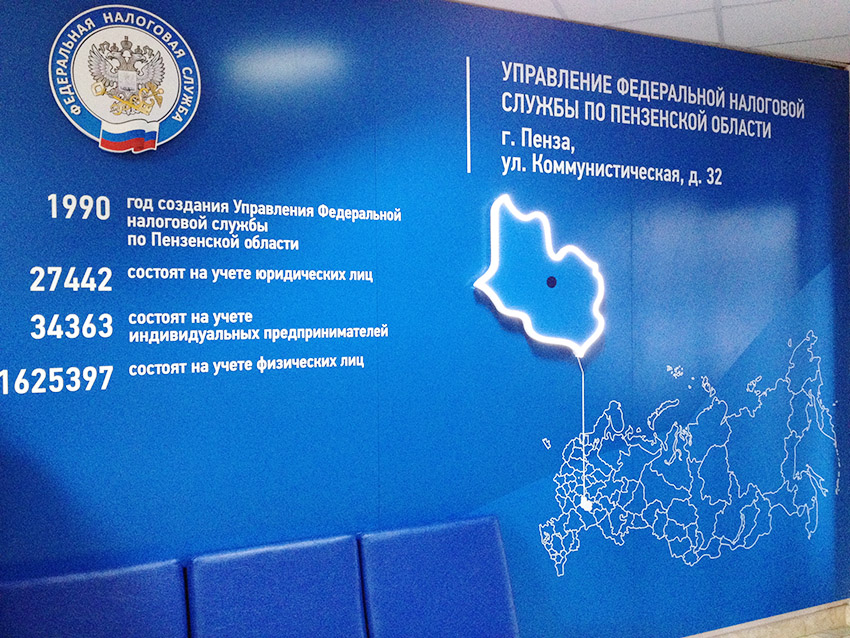 ФЕДЕРАЛЬНАЯ НАЛОГОВАЯ СЛУЖБА
УПРАВЛЕНИЕ ФЕДЕРАЛЬНОЙ НАЛОГОВОЙ
СЛУЖБЫ ПО ПЕНЗЕНСКОЙ ОБЛАСТИ
г. Пенза,
ул. Коммунистическая, д. 32
1990 год создания Управления Федеральной
налоговой службы
по Пензенской области
27442 состоят на учете юридических лиц
34363 состоят на учете
индивидуальных предпринимателей
1625397 состоят на учете физических лиц